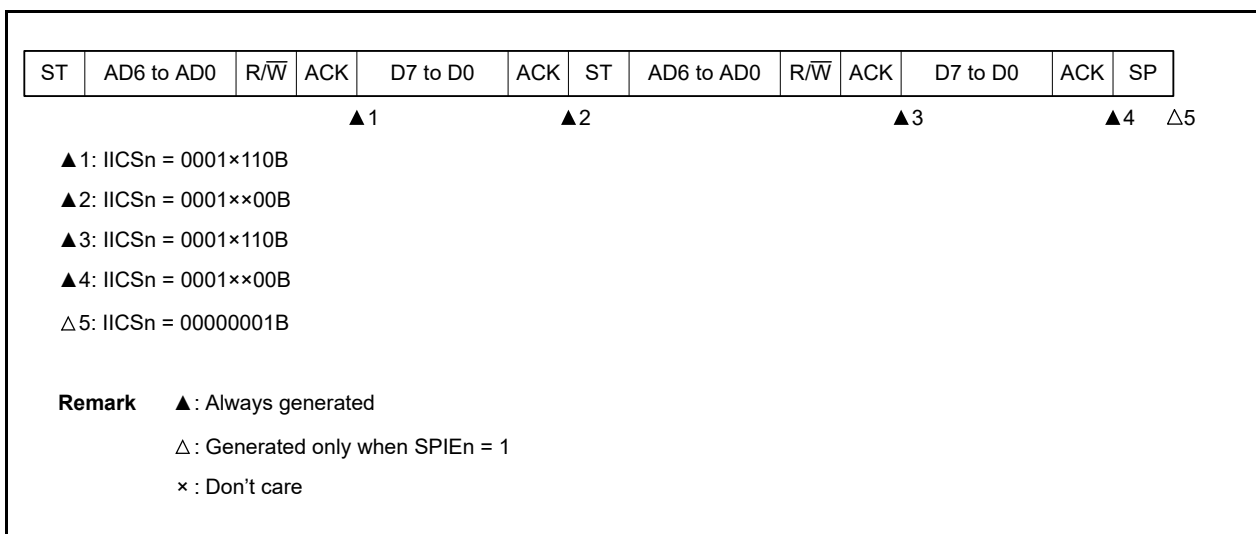 ST AD6 to AD0 R/W̅ ACK D7 to D0 ACK ST AD6 to AD0 R/W̅ ACK D7 to D0 ACK SP
▲1 ▲2 ▲3 ▲4 △5
▲1: IICSn = 0001×110B
▲2: IICSn = 0001××00B
▲3: IICSn = 0001×110B
▲4: IICSn = 0001××00B
△5: IICSn = 00000001B
Remark ▲: Always generated
△: Generated only when SPIEn = 1
×: Don't care